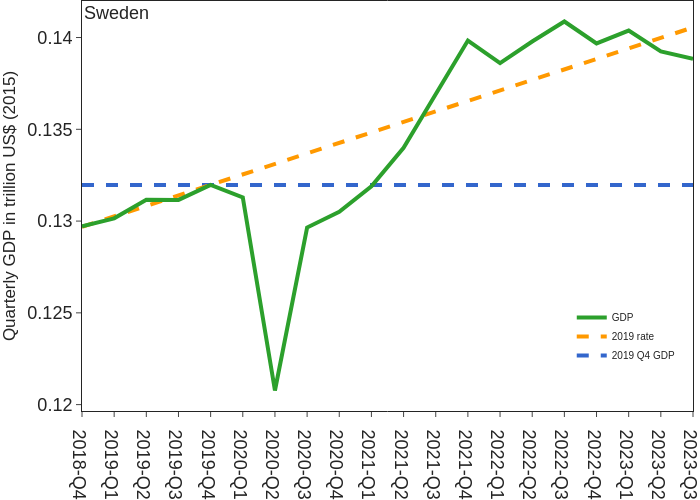 Sweden
Quarterly GDP in trillion US$ (2015)
0.14
0.135
0.13
0.125
0.12
GDP
2019 rate
2019 Q4 GDP
2018-Q4
2019-Q1
2019-Q2
2019-Q3
2019-Q4
2020-Q1
2020-Q2
2020-Q3
2020-Q4
2021-Q1
2021-Q2
2021-Q3
2021-Q4
2022-Q1
2022-Q2
2022-Q3
2022-Q4
2023-Q1
2023-Q2
2023-Q3